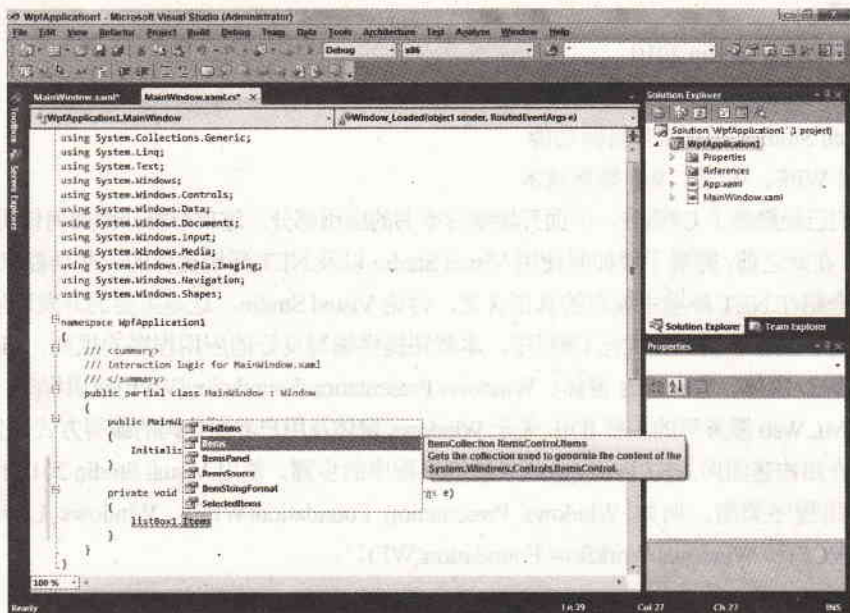 WpfApplication1 - Microsoft Visual Studio (Administrator)
File Edit View Refactor Project Build Debug Team Data Tools Architecture Test Analyze Window Help
Debug x86
MainWindow.xaml* MainWindow.xaml.cs* X
WpfApplication1.MainWindow Window_Loaded(object sender, RoutedEventArgs e)
using System.Collections.Generic;
using System.Linq;
using System.Text;
using System.Windows;
using System.Windows.Controls;
using System.Windows.Data;
using System.Windows.Documents;
using System.Windows.Input;
using System.Windows.Media;
using System.Windows.Media.Imaging;
using System.Windows.Navigation;
using System.Windows.Shapes;
namespace WpfApplication1
{
/// <summary>
/// Interaction logic for MainWindow.xaml
/// </summary>
public partial class MainWindow : Window
{
public MainW
{
Initiali
}
private void gs e)
{
listBox1.Items
}
}
}
HasItems
Items
ItemsPanel
ItemsSource
ItemStringFormat
SelectedItems
ItemCollection ItemsControl.Items
Gets the collection used to generate the content of the
System.Windows.Controls.ItemsControl.
100 %
Toolbox
Server Explorer
Solution Explorer
Solution 'WpfApplication1' (1 project)
WpfApplication1
Properties
References
App.xaml
MainWindow.xaml
Solution Explorer Team Explorer
Properties
Ready Ln 29 Col 27 Ch 27 INS